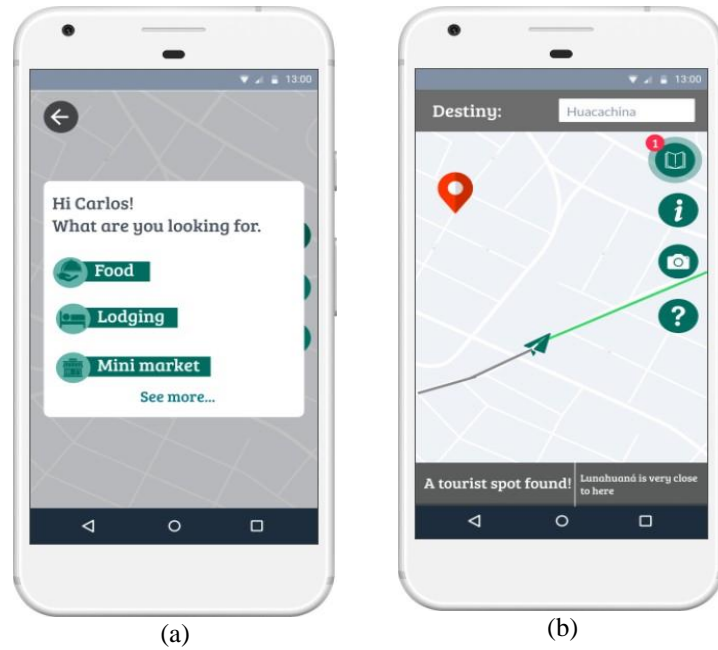 13:00
Hi Carlos!
What are you looking for.
Food
Lodging
Mini market
See more...
(a)
13:00
Destiny:
Huacachina
1
i
?
A tourist spot found!
Lunahuaná is very close
to here
(b)